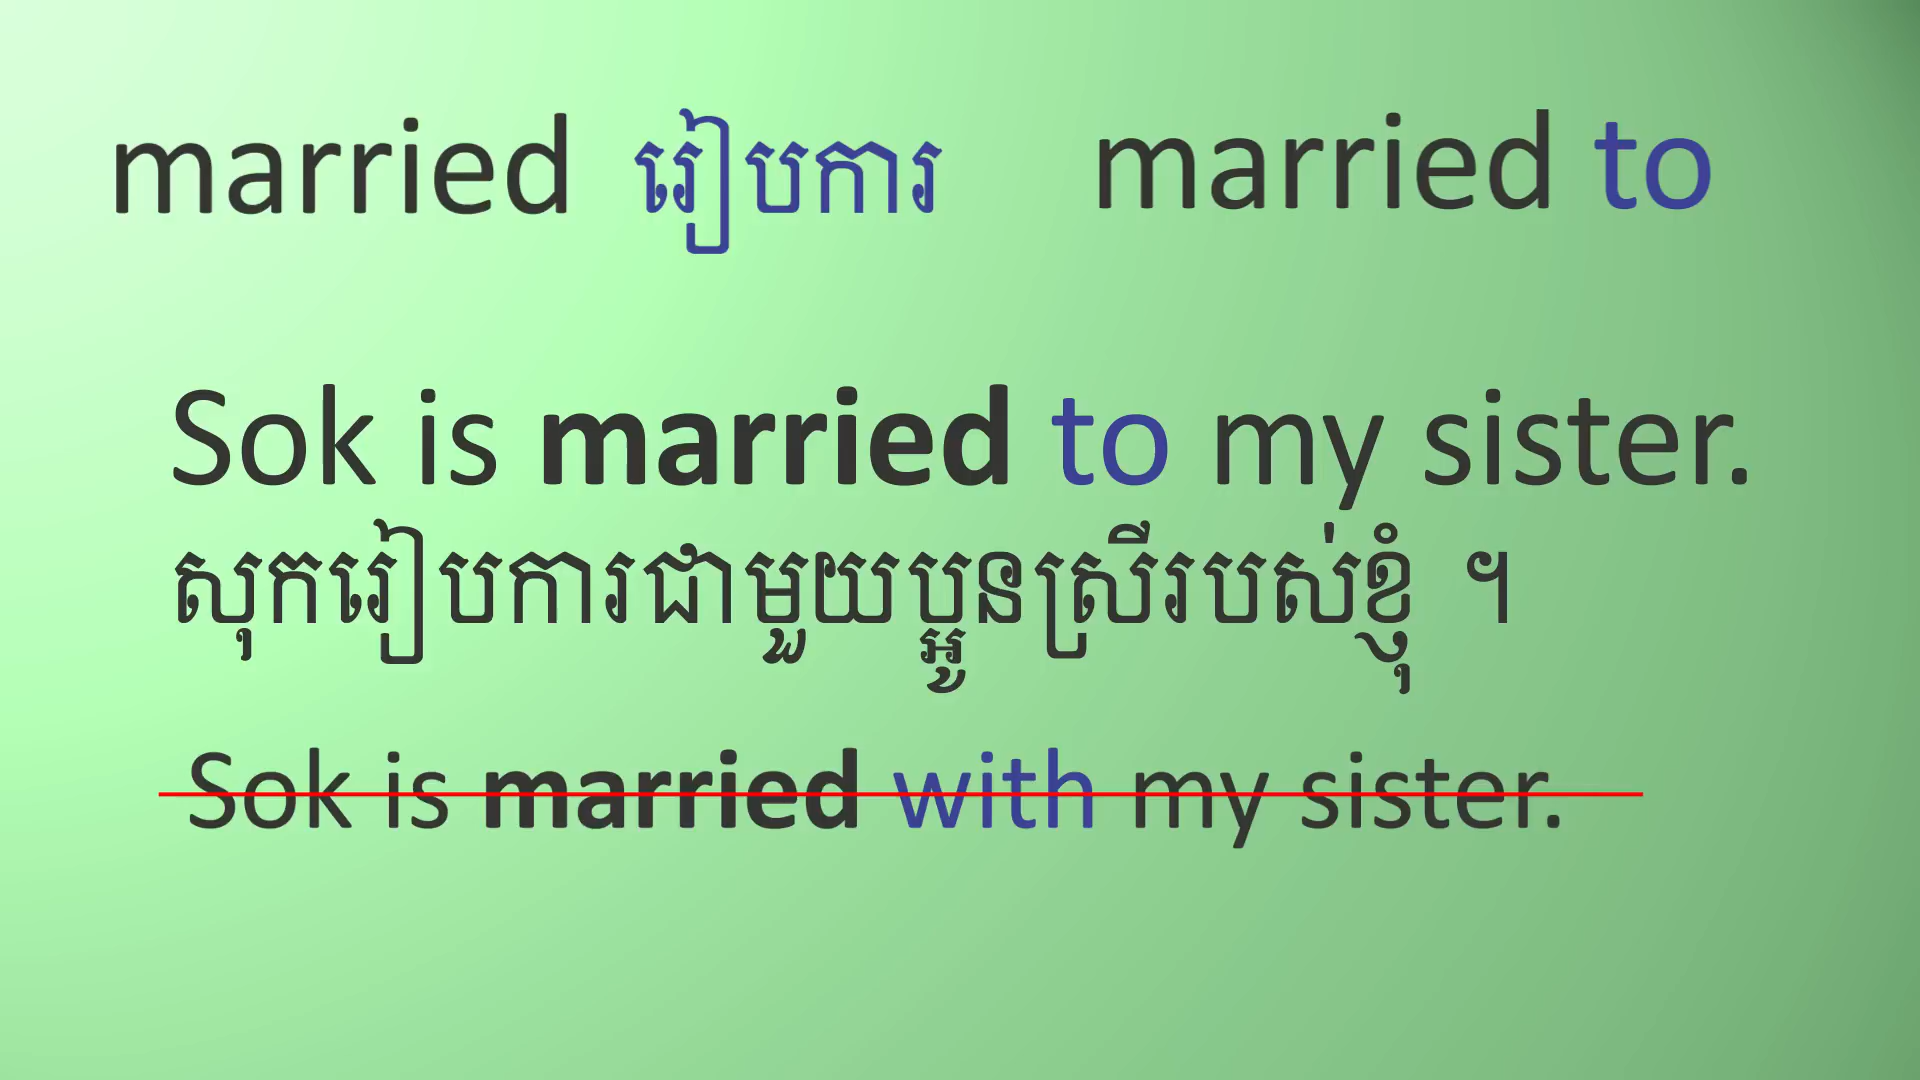 married រៀបការ married to
Sok is married to my sister.
សុករៀបការជាមួយប្អូនស្រីរបស់ខ្ញុំ ។
Sok is married with my sister.